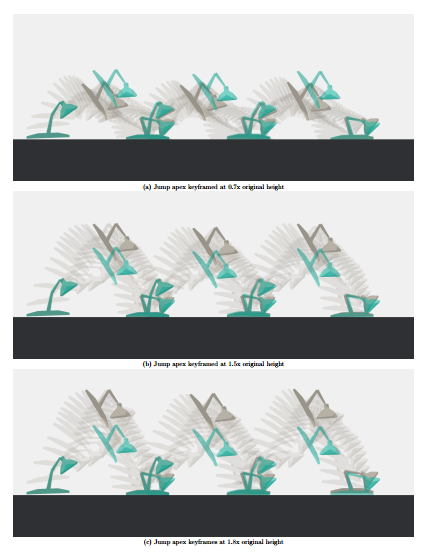 (a) Jump apex keyframed at 0.7x original height
(b) Jump apex keyframed at 1.5x original height
(c) Jump apex keyframes at 1.8x original height